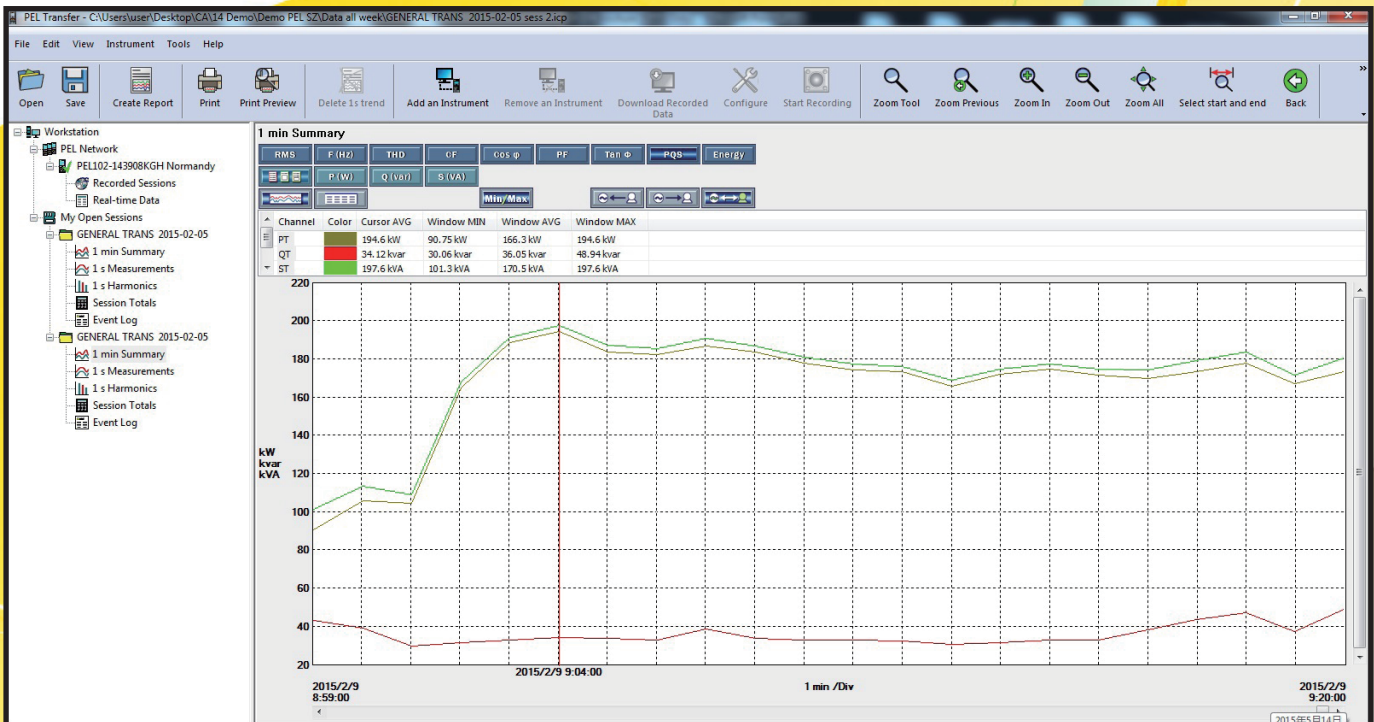 PEL Transfer - C:\Users\user\Desktop\CA\14 Demo\Demo PEL SZ\Data all week\GENERAL TRANS 2015-02-05 sess 2.icp
File Edit View Instrument Tools Help
Open Save Create Report Print Print Preview Delete 1s trend Add an Instrument Remove an Instrument Download Recorded Data Configure Start Recording Zoom Tool Zoom Previous Zoom In Zoom Out Zoom All Select start and end Back
Workstation
PEL Network
PEL102-143908KGH Normandy
Recorded Sessions
Real-time Data
My Open Sessions
GENERAL TRANS 2015-02-05
1 min Summary
1 s Measurements
1 s Harmonics
Session Totals
Event Log
GENERAL TRANS 2015-02-05
1 min Summary
1 s Measurements
1 s Harmonics
Session Totals
Event Log
1 min Summary
RMS F (Hz) THD CF Cos φ PF Tan Φ PQS Energy
P (W) Q (var) S (VA)
Min/Max
Channel Color Cursor AVG Window MIN Window AVG Window MAX
PT 194.6 kW 90.75 kW 166.3 kW 194.6 kW
QT 34.12 kvar 30.06 kvar 36.05 kvar 48.94 kvar
ST 197.6 kVA 101.3 kVA 170.5 kVA 197.6 kVA
220
200
180
160
140
kW
kvar
kVA
120
100
80
60
40
20
2015/2/9 9:04:00
2015/2/9
8:59:00
1 min /Div
2015/2/9
9:20:00
2015年5月14日